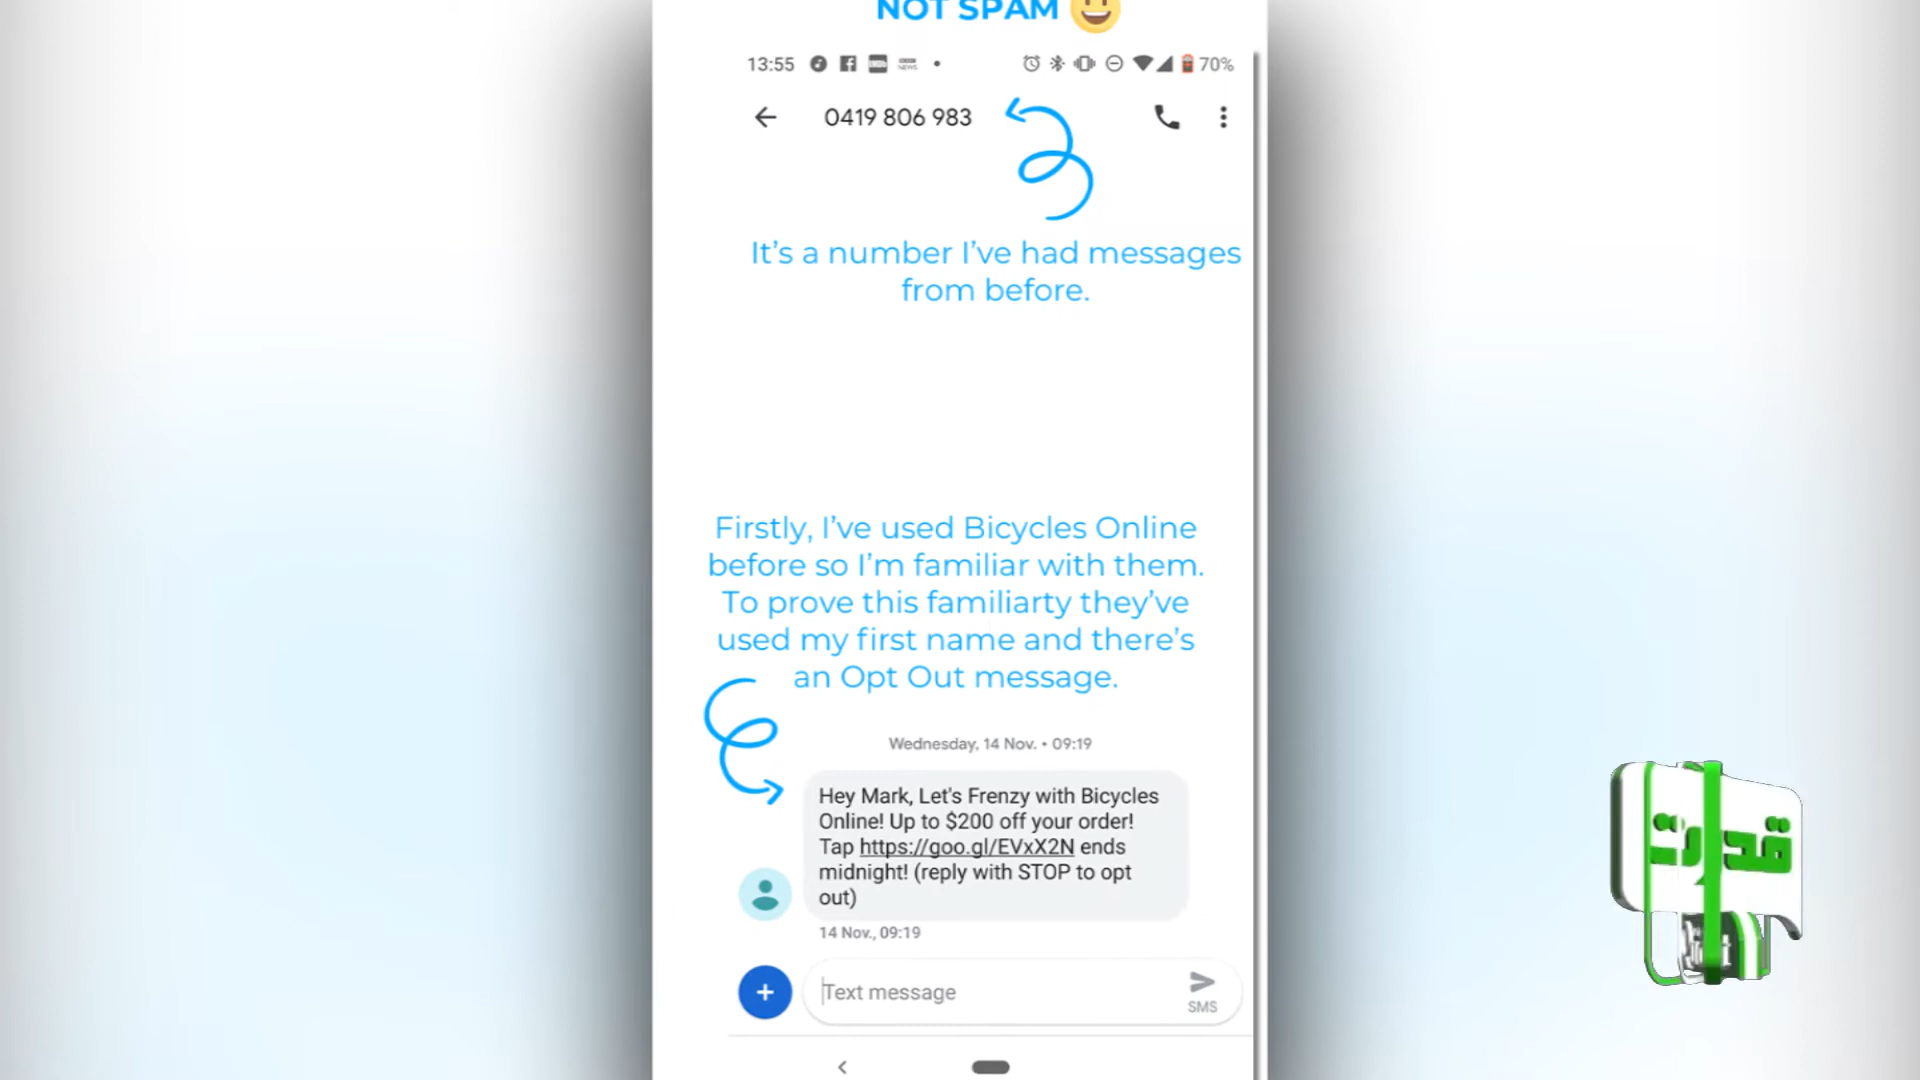 NOT SPAM
13:55
70%
0419 806 983
It's a number I've had messages
from before.
Firstly, I've used Bicycles Online
before so I'm familiar with them.
To prove this familiarty they've
used my first name and there's
an Opt Out message.
Wednesday, 14 Nov. • 09:19
Hey Mark, Let's Frenzy with Bicycles
Online! Up to $200 off your order!
Tap https://goo.gl/EVxX2N ends
midnight! (reply with STOP to opt
out)
14 Nov., 09:19
Text message
SMS